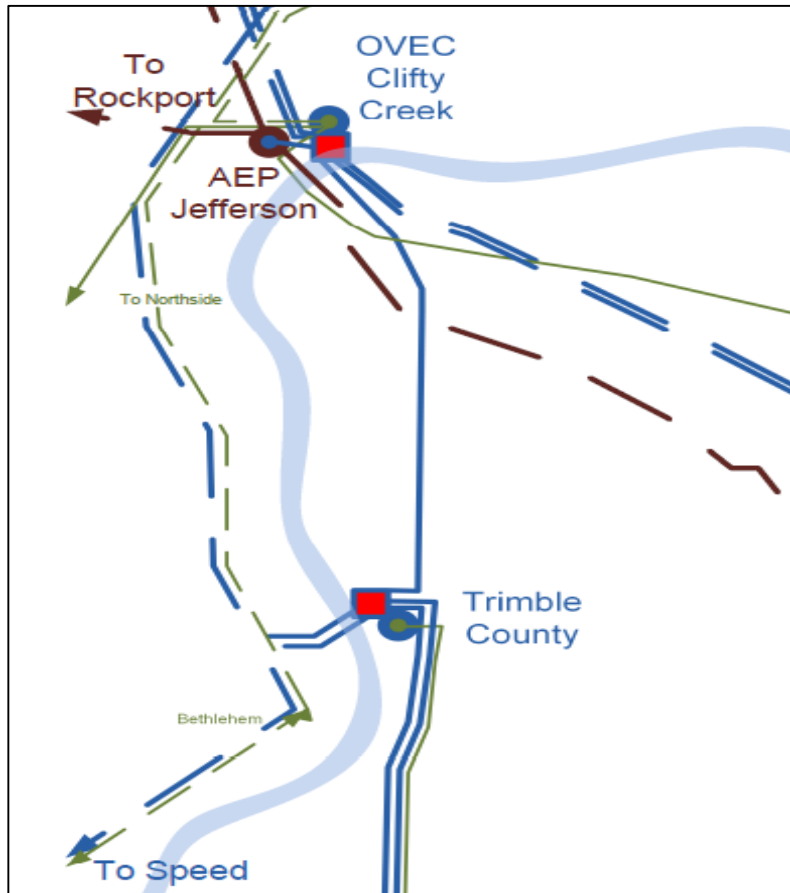 OVEC
Clifty
Creek
To
Rockport
AEP
Jefferson
To Northside
Trimble
County
Bethlehem
To Speed